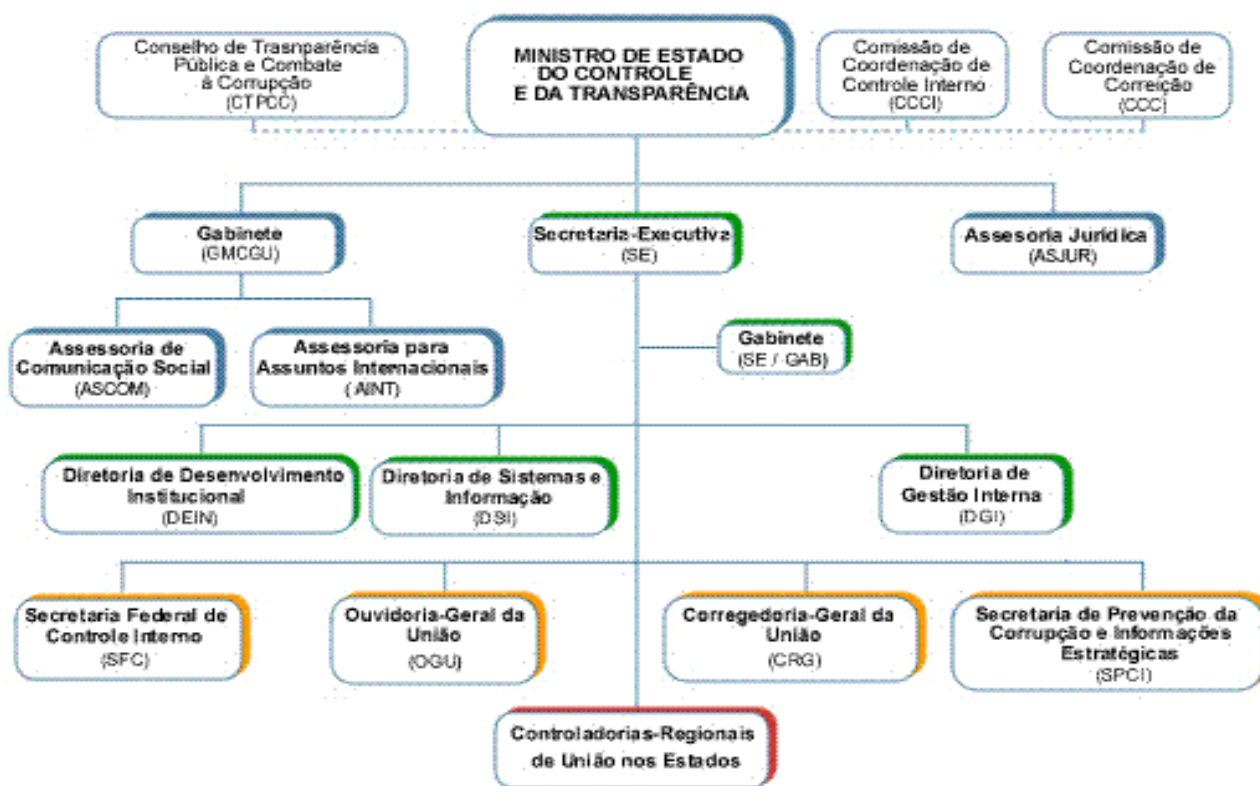 Conselho de Trasnparência
Pública e Combate
à Corrupção
(CTPCC)
MINISTRO DE ESTADO
DO CONTROLE
E DA TRANSPARÊNCIA
Comissão de
Coordenação de
Controle Interno
(CCCI)
Comissão de
Coordenação de
Correição
(CCC)
Gabinete
(GMCGU)
Secretaria-Executiva
(SE)
Assesoria Jurídica
(ASJUR)
Assessoria de
Comunicação Social
(ASCOM)
Assessoria para
Assuntos Internacionais
(AINT)
Gabinete
(SE / GAB)
Diretoria de Desenvolvimento
Institucional
(DEIN)
Diretoria de Sistemas e
Informação
(DSI)
Diretoria de
Gestão Interna
(DGI)
Secretaria Federal de
Controle Interno
(SFC)
Ouvidoria-Geral da
União
(OGU)
Corregedoria-Geral da
União
(CRG)
Secretaria de Prevenção da
Corrupção e Informações
Estratégicas
(SPCI)
Controladorias-Regionais
de União nos Estados